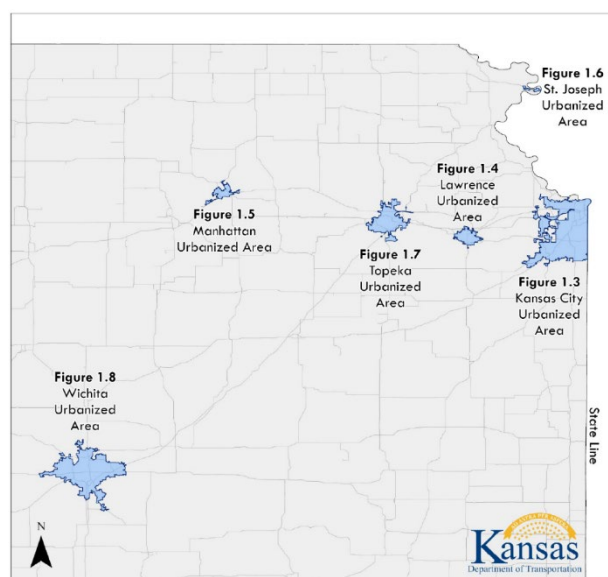 Figure 1.6
St. Joseph
Urbanized
Area
Figure 1.4
Lawrence
Urbanized
Area
Figure 1.5
Manhattan
Urbanized Area
Figure 1.7
Topeka
Urbanized
Area
Figure 1.3
Kansas City
Urbanized
Area
Figure 1.8
Wichita
Urbanized
Area
State Line
N
Kansas
Department of Transportation